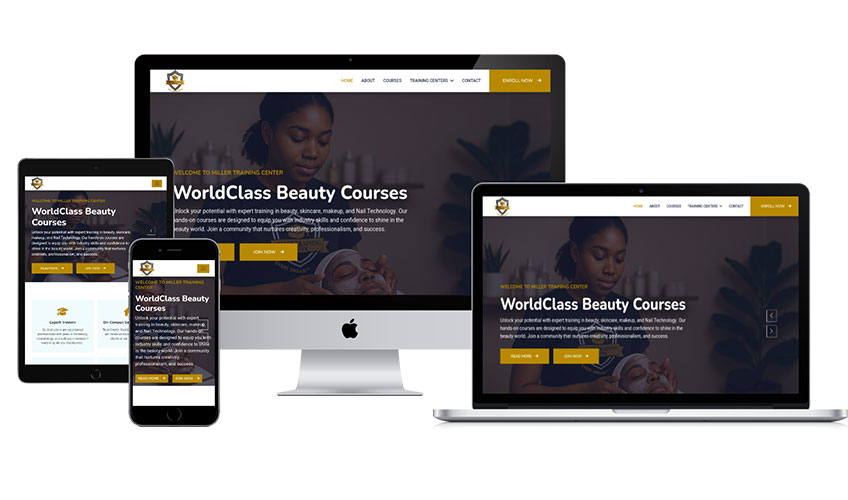 HOME ABOUT COURSES TRAINING CENTERS CONTACT ENROLL NOW
WELCOME TO MILLER TRAINING CENTER
WorldClass Beauty Courses
Unlock your potential with expert training in beauty, skincare, makeup, and Nail Technology. Our
hands-on courses are designed to equip you with industry skills and confidence to shine in the
beauty world. Join a community that nurtures creativity, professionalism, and success.
JOIN NOW
WELCOME TO MILLER TRAINING CENTER
WorldClass Beauty
Courses
Unlock your potential with expert training in beauty, skincare,
makeup, and Nail Technology. Our hands-on courses are
designed to equip you with industry skills and confidence to
shine in the beauty world. Join a community that nurtures
creativity, professionalism, and success.
READ MORE JOIN NOW
Expert Trainers
WELCOME TO MILLER TRAINING
CENTER
WorldClass Beauty
Courses
Unlock your potential with expert
training in beauty, skincare, makeup,
and Nail Technology. Our hands-on
courses are designed to equip you with
industry skills and confidence to shine in
the beauty world. Join a community
that nurtures creativity,
professionalism, and success.
READ MORE JOIN NOW
HOME ABOUT COURSES TRAINING CENTERS CONTACT ENROLL NOW
WELCOME TO MILLER TRAINING
CENTER
WorldClass Beauty Courses
Unlock your potential with expert training in beauty, skincare, makeup, and Nail Technology. Our
hands-on courses are designed to equip you with industry skills and confidence to shine in the
beauty world. Join a community that nurtures creativity, professionalism, and success.
READ MORE JOIN NOW